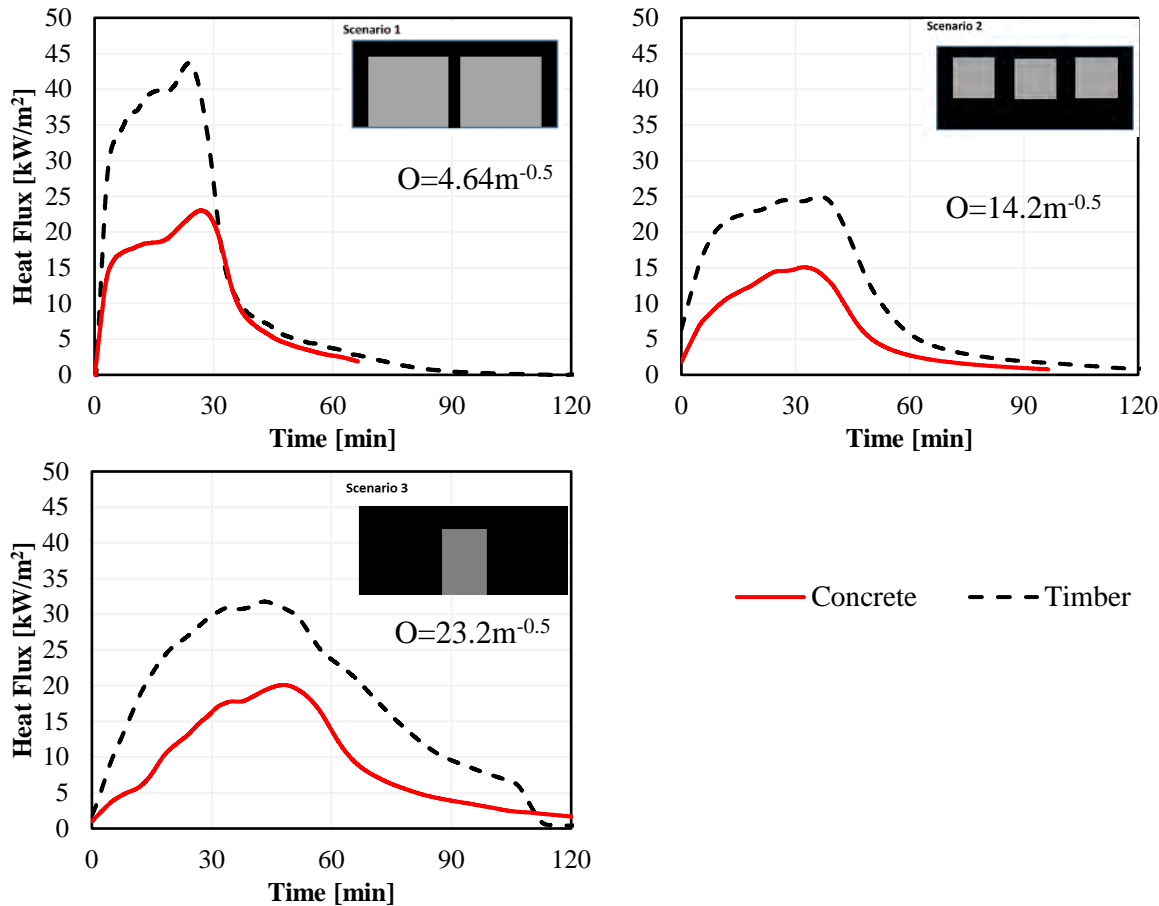 Scenario 1
O=4.64m-0.5
Heat Flux [kW/m2]
50
45
40
35
30
25
20
15
10
5
0
0 30 60 90 120
Time [min]
Scenario 2
O=14.2m-0.5
50
45
40
35
30
25
20
15
10
5
0
0 30 60 90 120
Time [min]
Scenario 3
O=23.2m-0.5
Heat Flux [kW/m2]
50
45
40
35
30
25
20
15
10
5
0
0 30 60 90 120
Time [min]
Concrete Timber